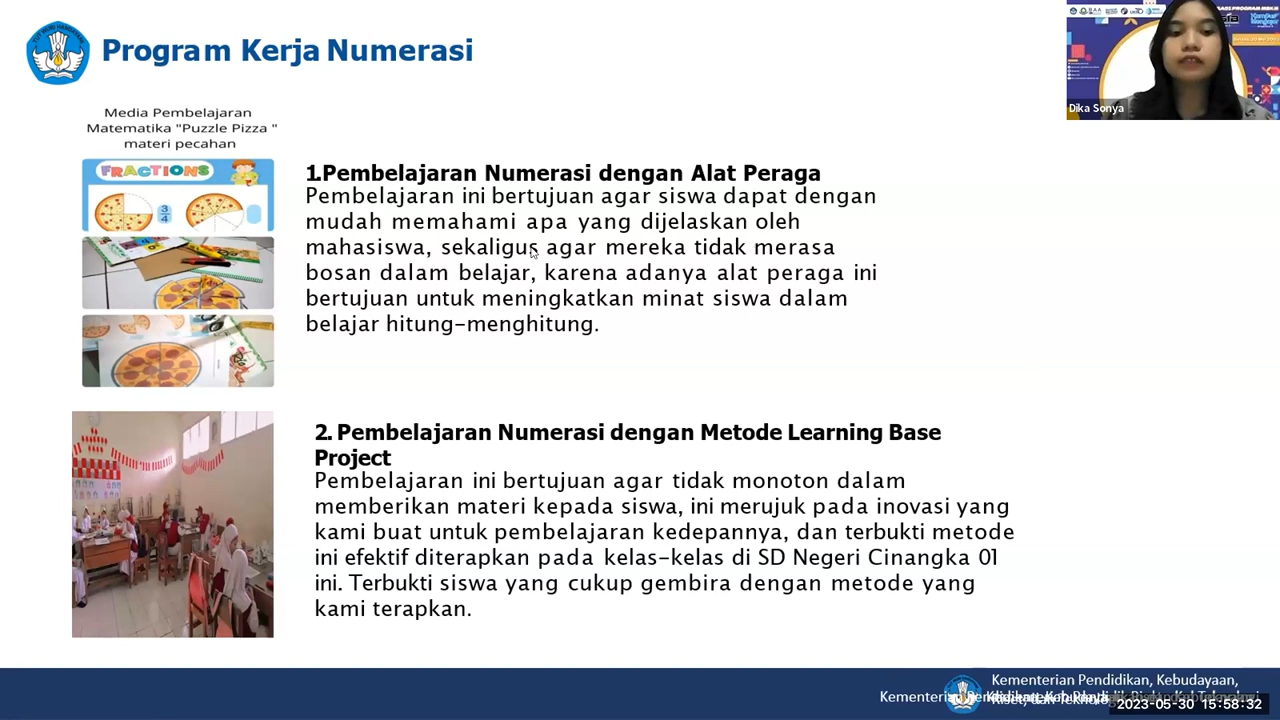 Program Kerja Numerasi
Dika Sonya
Media Pembelajaran
Matematika "Puzzle Pizza "
materi pecahan
FRACTIONS
3
4
1.Pembelajaran Numerasi dengan Alat Peraga
Pembelajaran ini bertujuan agar siswa dapat dengan
mudah memahami apa yang dijelaskan oleh
mahasiswa, sekaligus agar mereka tidak merasa
bosan dalam belajar, karena adanya alat peraga ini
bertujuan untuk meningkatkan minat siswa dalam
belajar hitung-menghitung.
2. Pembelajaran Numerasi dengan Metode Learning Base
Project
Pembelajaran ini bertujuan agar tidak monoton dalam
memberikan materi kepada siswa, ini merujuk pada inovasi yang
kami buat untuk pembelajaran kedepannya, dan terbukti metode
ini efektif diterapkan pada kelas-kelas di SD Negeri Cinangka 01
ini. Terbukti siswa yang cukup gembira dengan metode yang
kami terapkan.
Kementerian Pendidikan, Kebudayaan,
2023-05-30 15:58:32